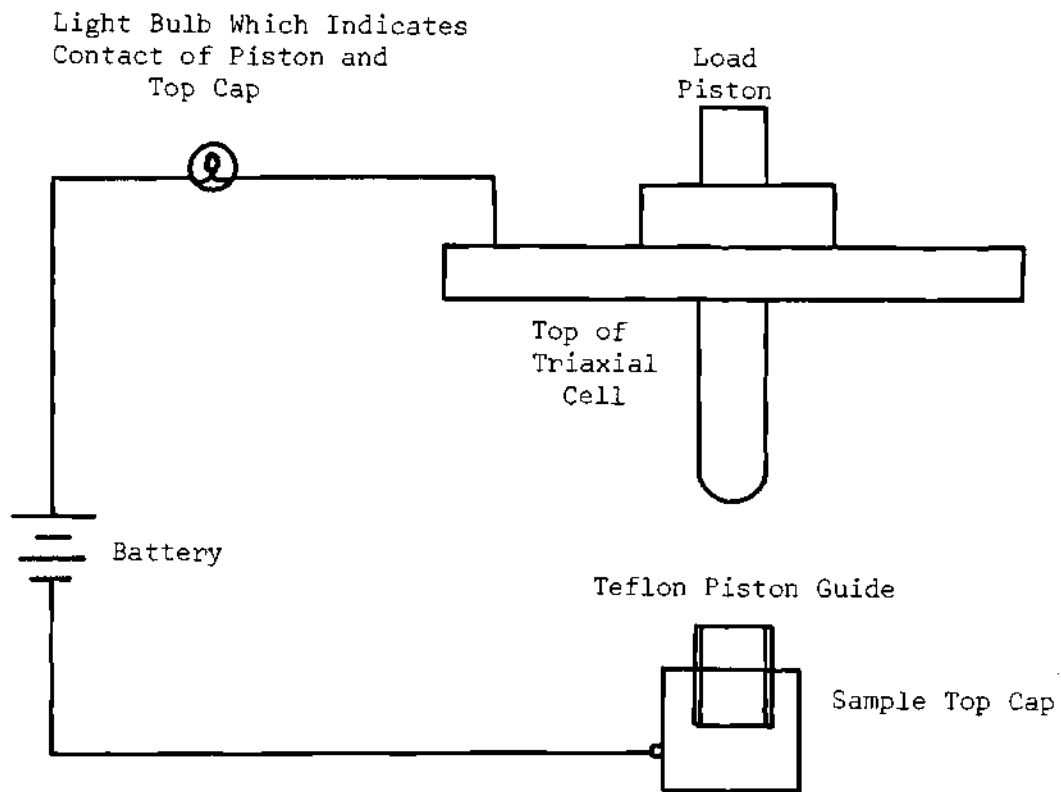 Light Bulb Which Indicates
Contact of Piston and
Top Cap
Load
Piston
Top of
Triaxial
Cell
Battery
Teflon Piston Guide
Sample Top Cap